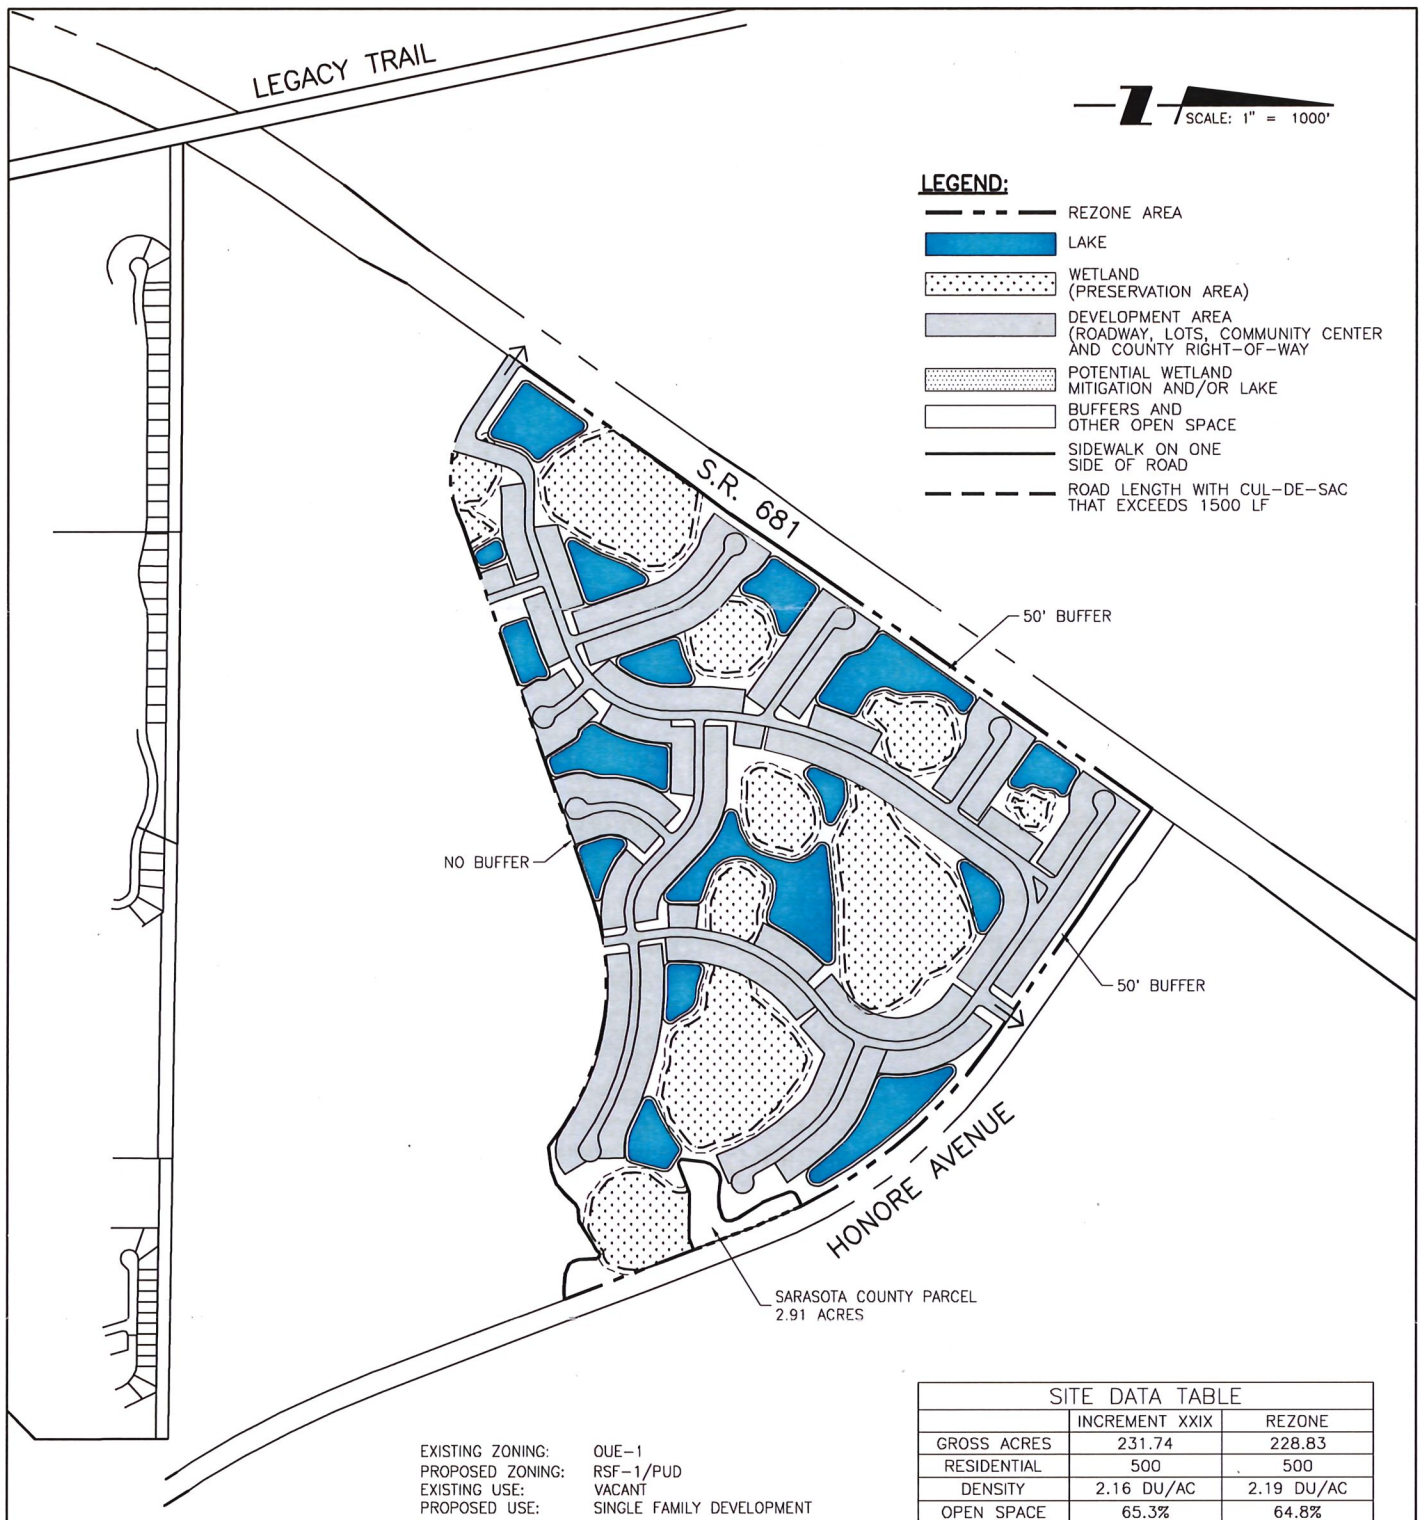 LEGACY TRAIL
SCALE: 1" = 1000'
LEGEND:
REZONE AREA
LAKE
WETLAND
(PRESERVATION AREA)
DEVELOPMENT AREA
(ROADWAY, LOTS, COMMUNITY CENTER
AND COUNTY RIGHT-OF-WAY
POTENTIAL WETLAND
MITIGATION AND/OR LAKE
BUFFERS AND
OTHER OPEN SPACE
SIDEWALK ON ONE
SIDE OF ROAD
ROAD LENGTH WITH CUL-DE-SAC
THAT EXCEEDS 1500 LF
S.R. 681
50' BUFFER
NO BUFFER
50' BUFFER
HONORE AVENUE
SARASOTA COUNTY PARCEL
2.91 ACRES
EXISTING ZONING: OUE-1
PROPOSED ZONING: RSF-1/PUD
EXISTING USE: VACANT
PROPOSED USE: SINGLE FAMILY DEVELOPMENT
SITE DATA TABLE
INCREMENT XXIX REZONE
GROSS ACRES 231.74 228.83
RESIDENTIAL 500 500
DENSITY 2.16 DU/AC 2.19 DU/AC
OPEN SPACE 65.3% 64.8%